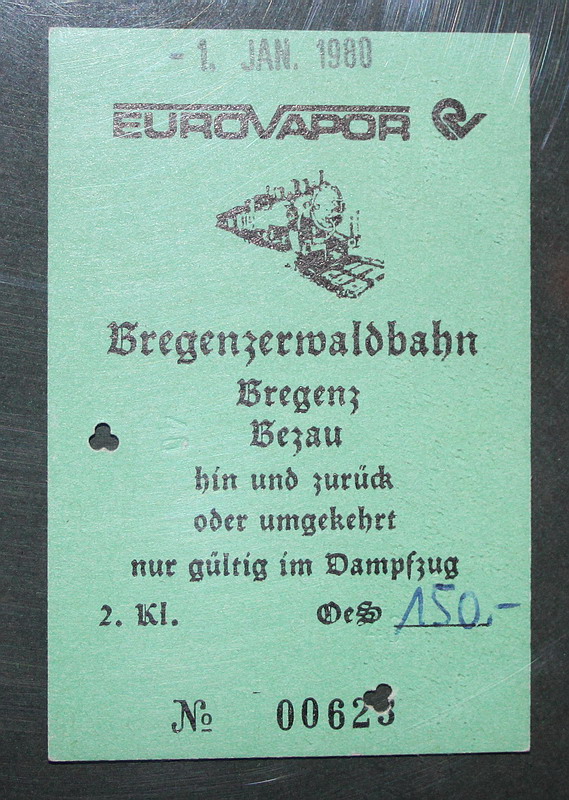 - 1. JAN. 1980
EUROVAPOR
Bregenzerwaldbahn
Bregenz
Bezau
hin und zurück
oder umgekehrt
nur gültig im Dampfzug
2. Kl. OeS 150.-
№ 00623